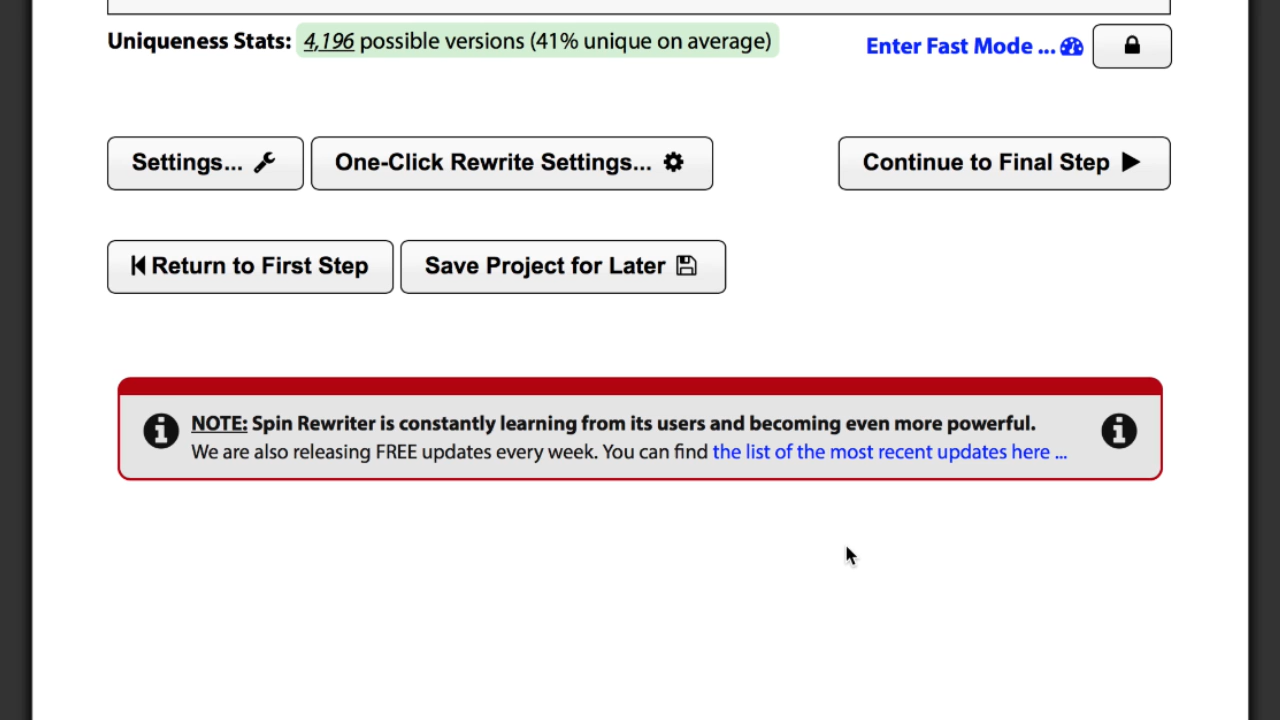 Uniqueness Stats: 4,196 possible versions (41% unique on average) Enter Fast Mode ...
Settings... One-Click Rewrite Settings... Continue to Final Step
Return to First Step Save Project for Later
NOTE: Spin Rewriter is constantly learning from its users and becoming even more powerful.
We are also releasing FREE updates every week. You can find the list of the most recent updates here ...